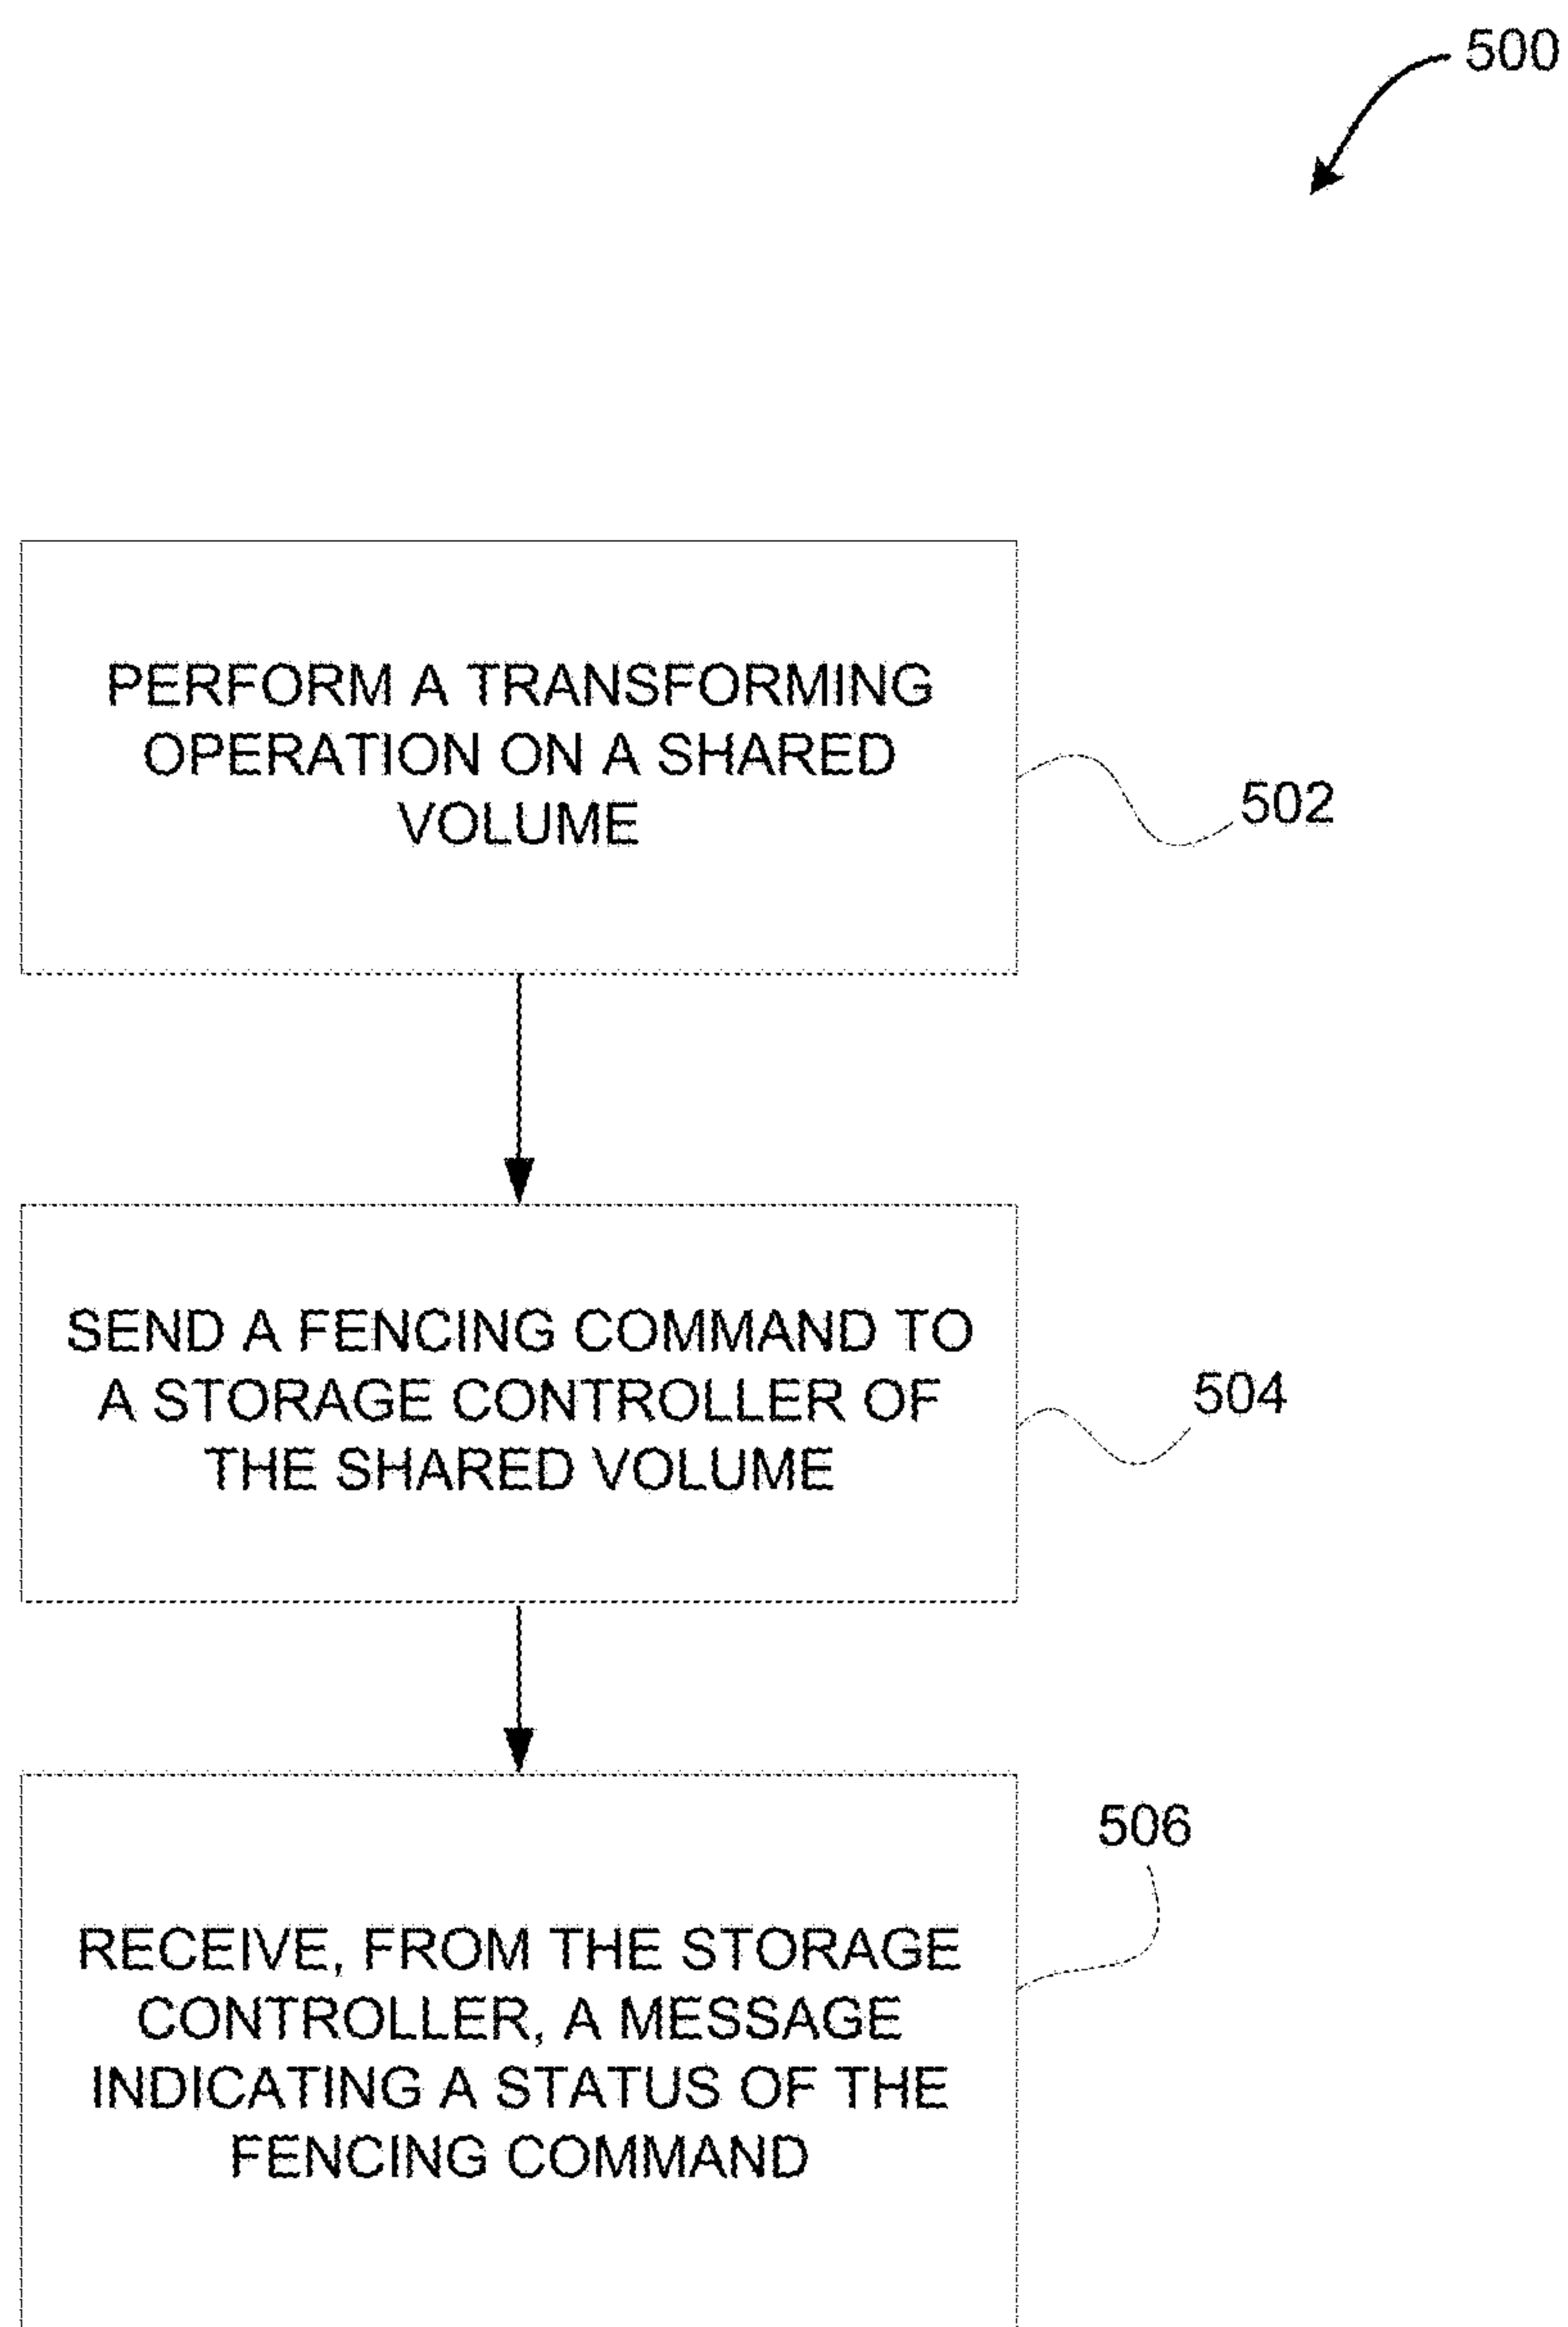 500
PERFORM A TRANSFORMING
OPERATION ON A SHARED
VOLUME
502
SEND A FENCING COMMAND TO
A STORAGE CONTROLLER OF
THE SHARED VOLUME
504
506
RECEIVE, FROM THE STORAGE
CONTROLLER, A MESSAGE
INDICATING A STATUS OF THE
FENCING COMMAND